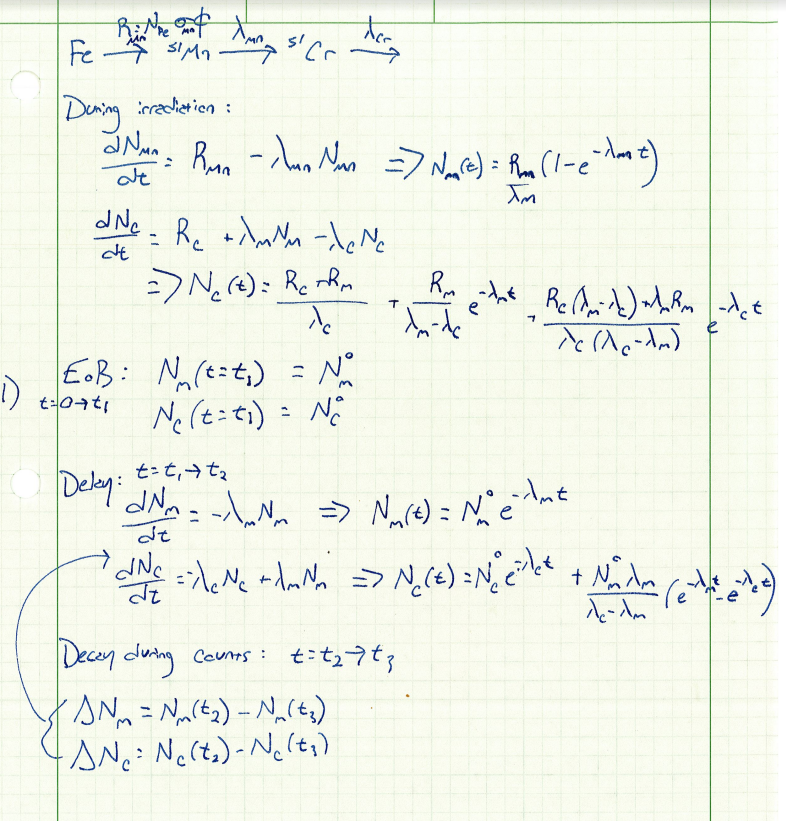 R_Mn = N_Fe σ_Mn ϕ
Fe → ⁵¹Mn —λ_Mn→ ⁵¹Cr —λ_Cr→
During irradiation :
dN_Mn/dt = R_Mn - λ_Mn N_Mn => N_m(t) = R_m/λ_m (1-e^{-λ_m t})
dN_c/dt = R_c + λ_m N_m - λ_c N_c
=> N_c(t) = (R_c + R_m)/λ_c + R_m/(λ_m-λ_c) e^{-λ_m t} + (R_c(λ_m-λ_c)+λ_m R_m)/(λ_c(λ_c-λ_m)) e^{-λ_c t}
1) EoB : N_m(t=t₁) = N_m°
t=0→t₁ N_c(t=t₁) = N_c°
Delay: t=t₁→t₂
dN_m/dt = -λ_m N_m => N_m(t) = N_m° e^{-λ_m t}
dN_c/dt = -λ_c N_c + λ_m N_m => N_c(t) = N_c° e^{-λ_c t} + N_m° λ_m/(λ_c-λ_m) (e^{-λ_m t} - e^{-λ_c t})
Decay during counts : t=t₂→t₃
ΔN_m = N_m(t₂) - N_m(t₃)
ΔN_c = N_c(t₂) - N_c(t₃)